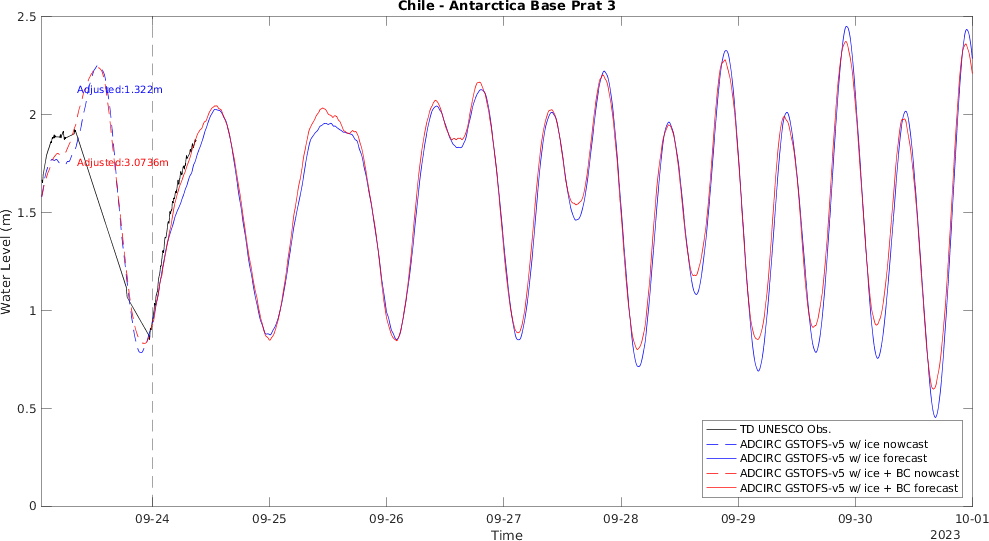 Chile - Antarctica Base Prat 3
2.5
2
1.5
1
0.5
0
Water Level (m)
Adjusted:1.322m
Adjusted:3.0736m
TD UNESCO Obs.
ADCIRC GSTOFS-v5 w/ ice nowcast
ADCIRC GSTOFS-v5 w/ ice forecast
ADCIRC GSTOFS-v5 w/ ice + BC nowcast
ADCIRC GSTOFS-v5 w/ ice + BC forecast
09-24 09-25 09-26 09-27 09-28 09-29 09-30 10-01
Time
2023